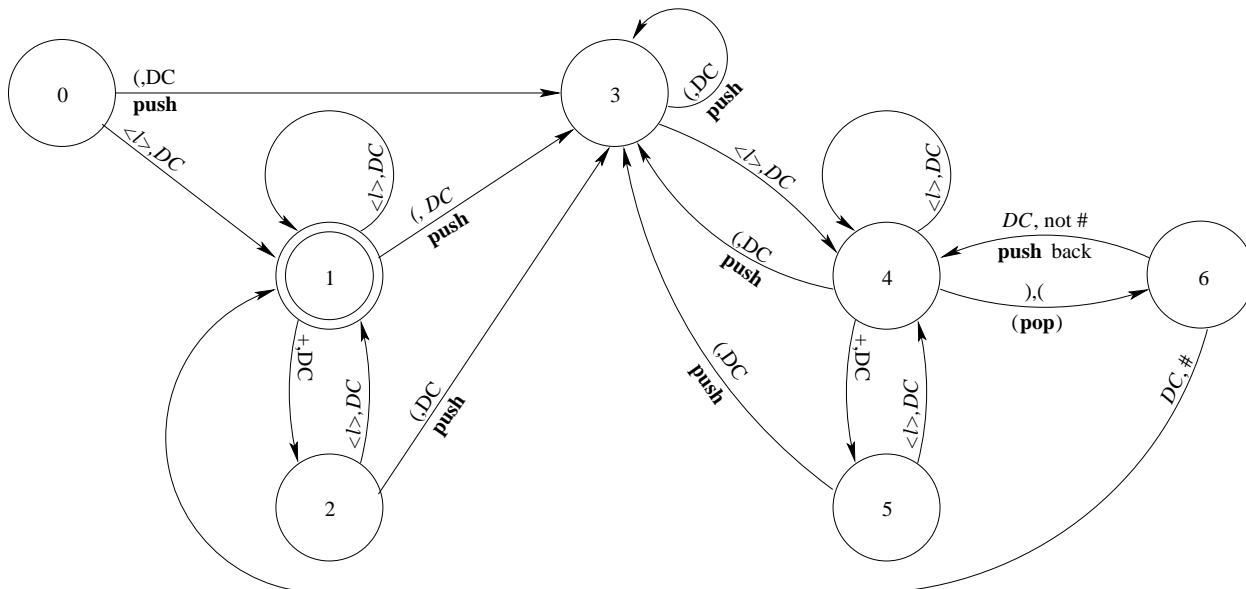 0
(,DC
push
3
(,DC
push
<l>,DC
<l>,DC
(, DC
push
<l>,DC
<l>,DC
1
(,DC
push
4
DC, not #
push back
),(
(pop)
6
+,DC
<l>,DC
(,DC
push
(,DC
push
+,DC
<l>,DC
DC, #
2
5